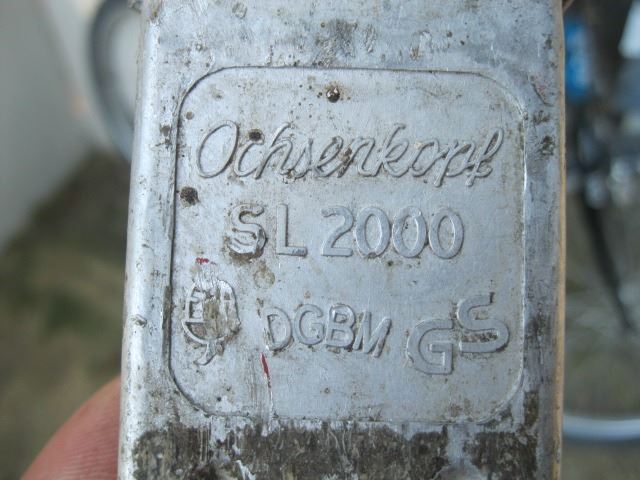 Ochsenkopf
SL 2000
DGBM GS